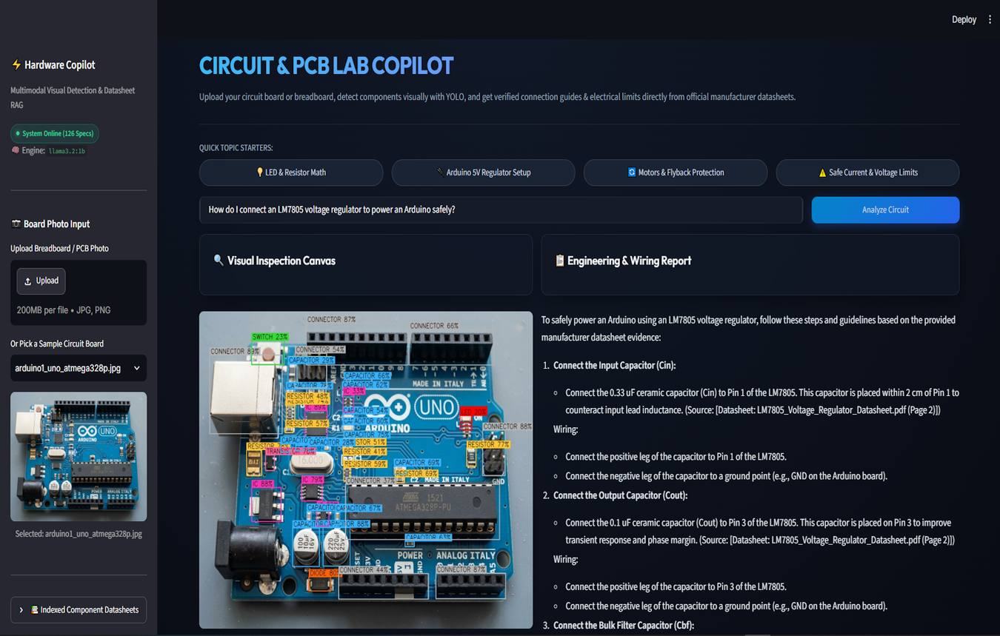 Deploy
⚡ Hardware Copilot
Multimodal Visual Detection & Datasheet
RAG
System Online (126 Specs)
Engine: llama3.2:1b
Board Photo Input
Upload Breadboard / PCB Photo
Upload
200MB per file • JPG, PNG
Or Pick a Sample Circuit Board
arduino1_uno_atmega328p.jpg
Selected: arduino1_uno_atmega328p.jpg
Indexed Component Datasheets
CIRCUIT & PCB LAB COPILOT
Upload your circuit board or breadboard, detect components visually with YOLO, and get verified connection guides & electrical limits directly from official manufacturer datasheets.
QUICK TOPIC STARTERS:
LED & Resistor Math
Arduino 5V Regulator Setup
Motors & Flyback Protection
Safe Current & Voltage Limits
How do I connect an LM7805 voltage regulator to power an Arduino safely?
Analyze Circuit
Visual Inspection Canvas
Engineering & Wiring Report
CONNECTOR 87%
CONNECTOR 66%
SWITCH 23%
CONNECTOR 89%
CONNECTOR 54%
CAPACITOR 29%
CAPACITOR 66%
CAPACITOR 62%
MADE IN ITALY
IC 33%
RESISTOR 48%
IC 89%
CAPACITOR 54%
UNO
CAPACITOR 60%
ARDUINO
RESISTOR 57%
CAPACITOR 75%
CONNECTOR 88%
CAPACITOR 28%
STOR 51%
RESISTOR 77%
RESISTOR 41%
16.000
RESISTOR 59%
CAPACITOR 69%
RESISTOR 69%
C2 MADE IN ITALY
GND
IC 88%
IC 79%
CONNECTOR 37%
1521
ATMEGA328P-PU
CAPACITOR 67%
CAPACITOR 88%
CAPACITOR 63%
100
16V
220
25V
POWER
ANALOG ITALY
DIODE 80%
CONNECTOR 44%
CONNECTOR 87%
A5
To safely power an Arduino using an LM7805 voltage regulator, follow these steps and guidelines based on the provided
manufacturer datasheet evidence:
1. Connect the Input Capacitor (Cin):
Connect the 0.33 uF ceramic capacitor (Cin) to Pin 1 of the LM7805. This capacitor is placed within 2 cm of Pin 1 to
counteract input lead inductance. (Source: [Datasheet: LM7805_Voltage_Regulator_Datasheet.pdf (Page 2)])
Wiring:
Connect the positive leg of the capacitor to Pin 1 of the LM7805.
Connect the negative leg of the capacitor to a ground point (e.g., GND on the Arduino board).
2. Connect the Output Capacitor (Cout):
Connect the 0.1 uF ceramic capacitor (Cout) to Pin 3 of the LM7805. This capacitor is placed on Pin 3 to improve
transient response and phase margin. (Source: [Datasheet: LM7805_Voltage_Regulator_Datasheet.pdf (Page 2)])
Wiring:
Connect the positive leg of the capacitor to Pin 3 of the LM7805.
Connect the negative leg of the capacitor to a ground point (e.g., GND on the Arduino board).
3. Connect the Bulk Filter Capacitor (Cbf):